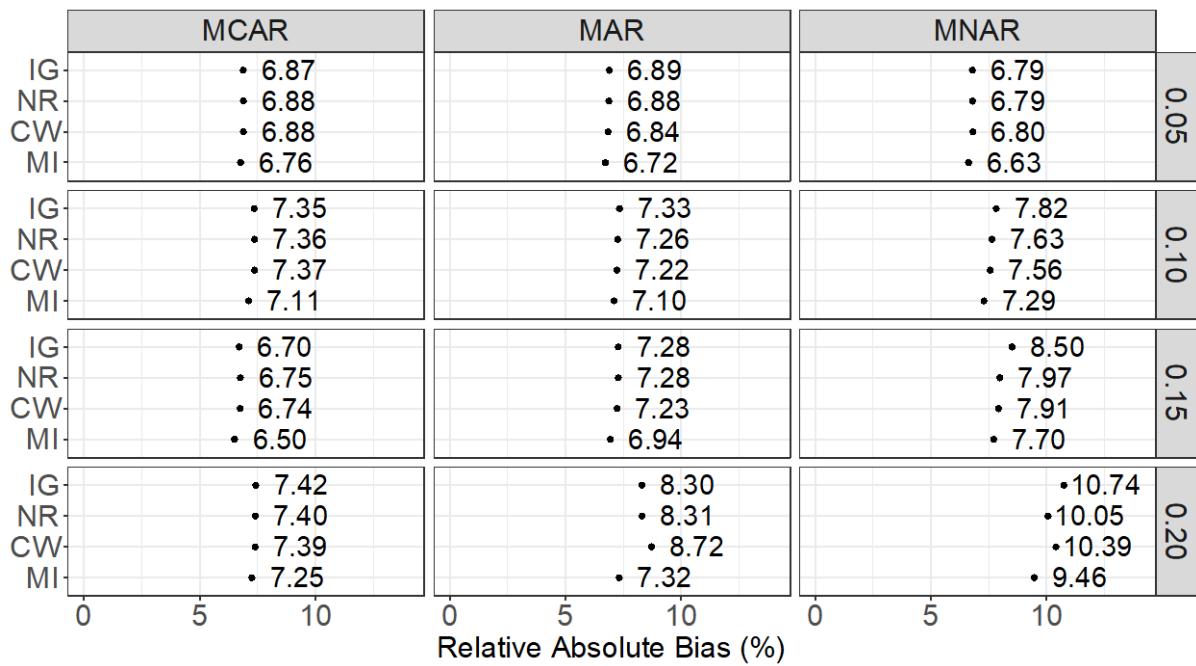 MCAR MAR MNAR
IG 6.87 6.89 6.79
NR 6.88 6.88 6.79
CW 6.88 6.84 6.80
MI 6.76 6.72 6.63
0.05
IG 7.35 7.33 7.82
NR 7.36 7.26 7.63
CW 7.37 7.22 7.56
MI 7.11 7.10 7.29
0.10
IG 6.70 7.28 8.50
NR 6.75 7.28 7.97
CW 6.74 7.23 7.91
MI 6.50 6.94 7.70
0.15
IG 7.42 8.30 10.74
NR 7.40 8.31 10.05
CW 7.39 8.72 10.39
MI 7.25 7.32 9.46
0.20
0 5 10 0 5 10 0 5 10
Relative Absolute Bias (%)